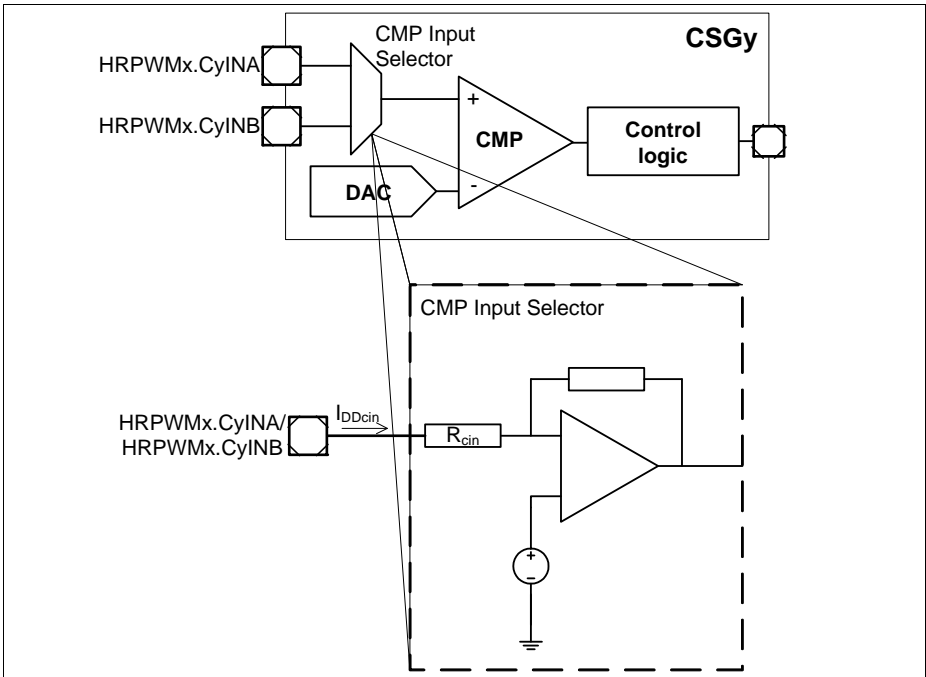 CMP Input
Selector
CSGy
HRPWMx.CyINA
HRPWMx.CyINB
+
CMP
-
Control
logic
DAC
CMP Input Selector
HRPWMx.CyINA/
HRPWMx.CyINB
IDDcin
Rcin
+
-